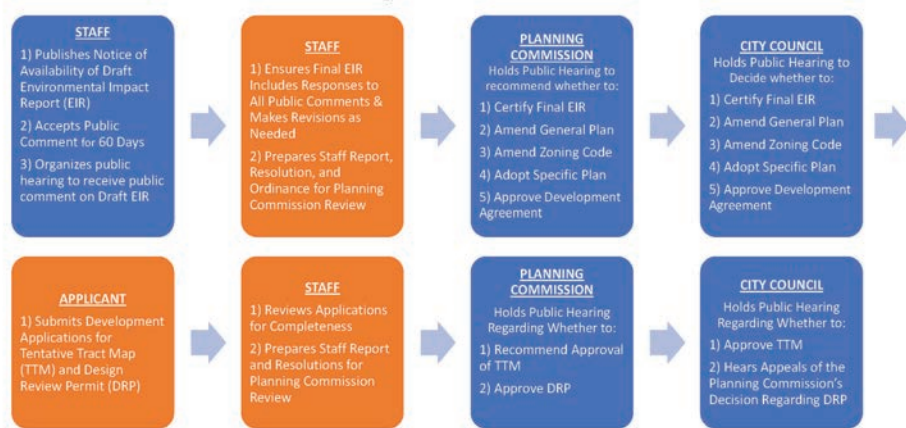 STAFF
1) Publishes Notice of
Availability of Draft
Environmental Impact
Report (EIR)
2) Accepts Public
Comment for 60 Days
3) Organizes public
hearing to receive public
comment on Draft EIR
STAFF
1) Ensures Final EIR
Includes Responses to
All Public Comments &
Makes Revisions as
Needed
2) Prepares Staff Report,
Resolution, and
Ordinance for Planning
Commission Review
PLANNING
COMMISSION
Holds Public Hearing to
recommend whether to:
1) Certify Final EIR
2) Amend General Plan
3) Amend Zoning Code
4) Adopt Specific Plan
5) Approve Development
Agreement
CITY COUNCIL
Holds Public Hearing to
Decide whether to:
1) Certify Final EIR
2) Amend General Plan
3) Amend Zoning Code
4) Adopt Specific Plan
5) Approve Development
Agreement
APPLICANT
1) Submits Development
Applications for
Tentative Tract Map
(TTM) and Design
Review Permit (DRP)
STAFF
1) Reviews Applications
for Completeness
2) Prepares Staff Report
and Resolutions for
Planning Commission
Review
PLANNING
COMMISSION
Holds Public Hearing
Regarding Whether to:
1) Recommend Approval
of TTM
2) Approve DRP
CITY COUNCIL
Holds Public Hearing
Regarding Whether to:
1) Approve TTM
2) Hears Appeals of the
Planning Commission's
Decision Regarding DRP